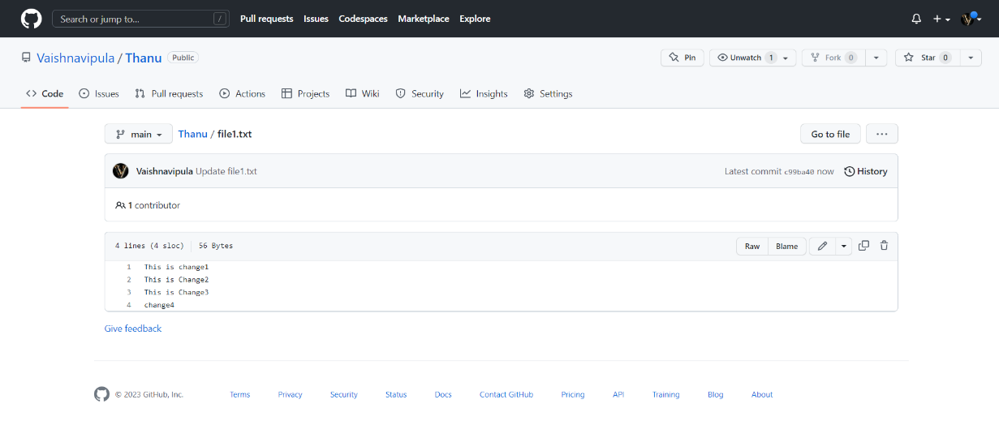 Search or jump to... /
Pull requests Issues Codespaces Marketplace Explore
Vaishnavipula / Thanu Public
Pin Unwatch 1 Fork 0 Star 0
Code Issues Pull requests Actions Projects Wiki Security Insights Settings
main Thanu / file1.txt Go to file ...
Vaishnavipula Update file1.txt Latest commit c99ba40 now History
1 contributor
4 lines (4 sloc) 56 Bytes Raw Blame
1 This is change1
2 This is Change2
3 This is Change3
4 change4
Give feedback
© 2023 GitHub, Inc. Terms Privacy Security Status Docs Contact GitHub Pricing API Training Blog About